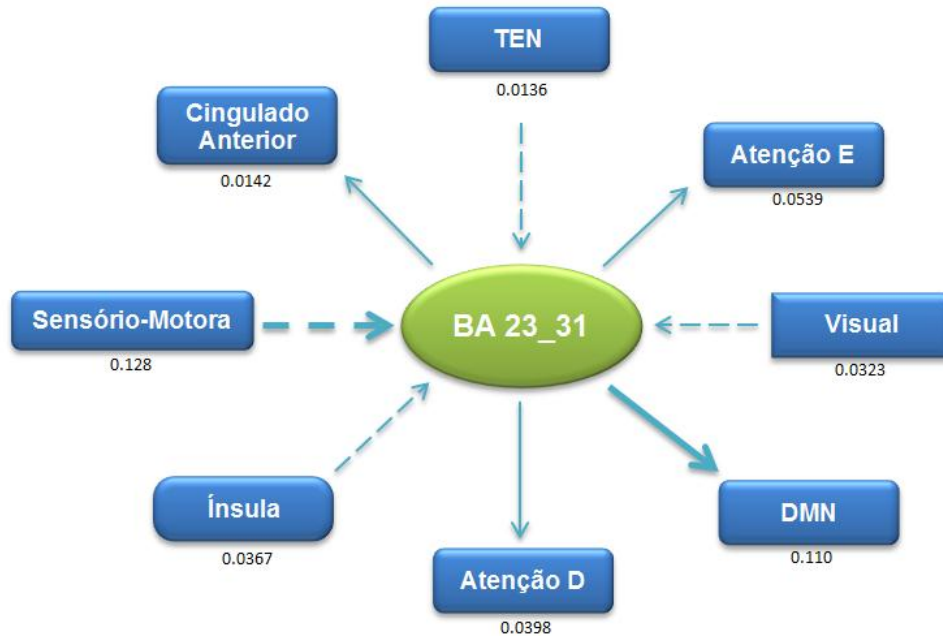 TEN
0.0136
Cingulado
Anterior
0.0142
Atenção E
0.0539
Sensório-Motora
0.128
BA 23_31
Visual
0.0323
Ínsula
0.0367
DMN
0.110
Atenção D
0.0398